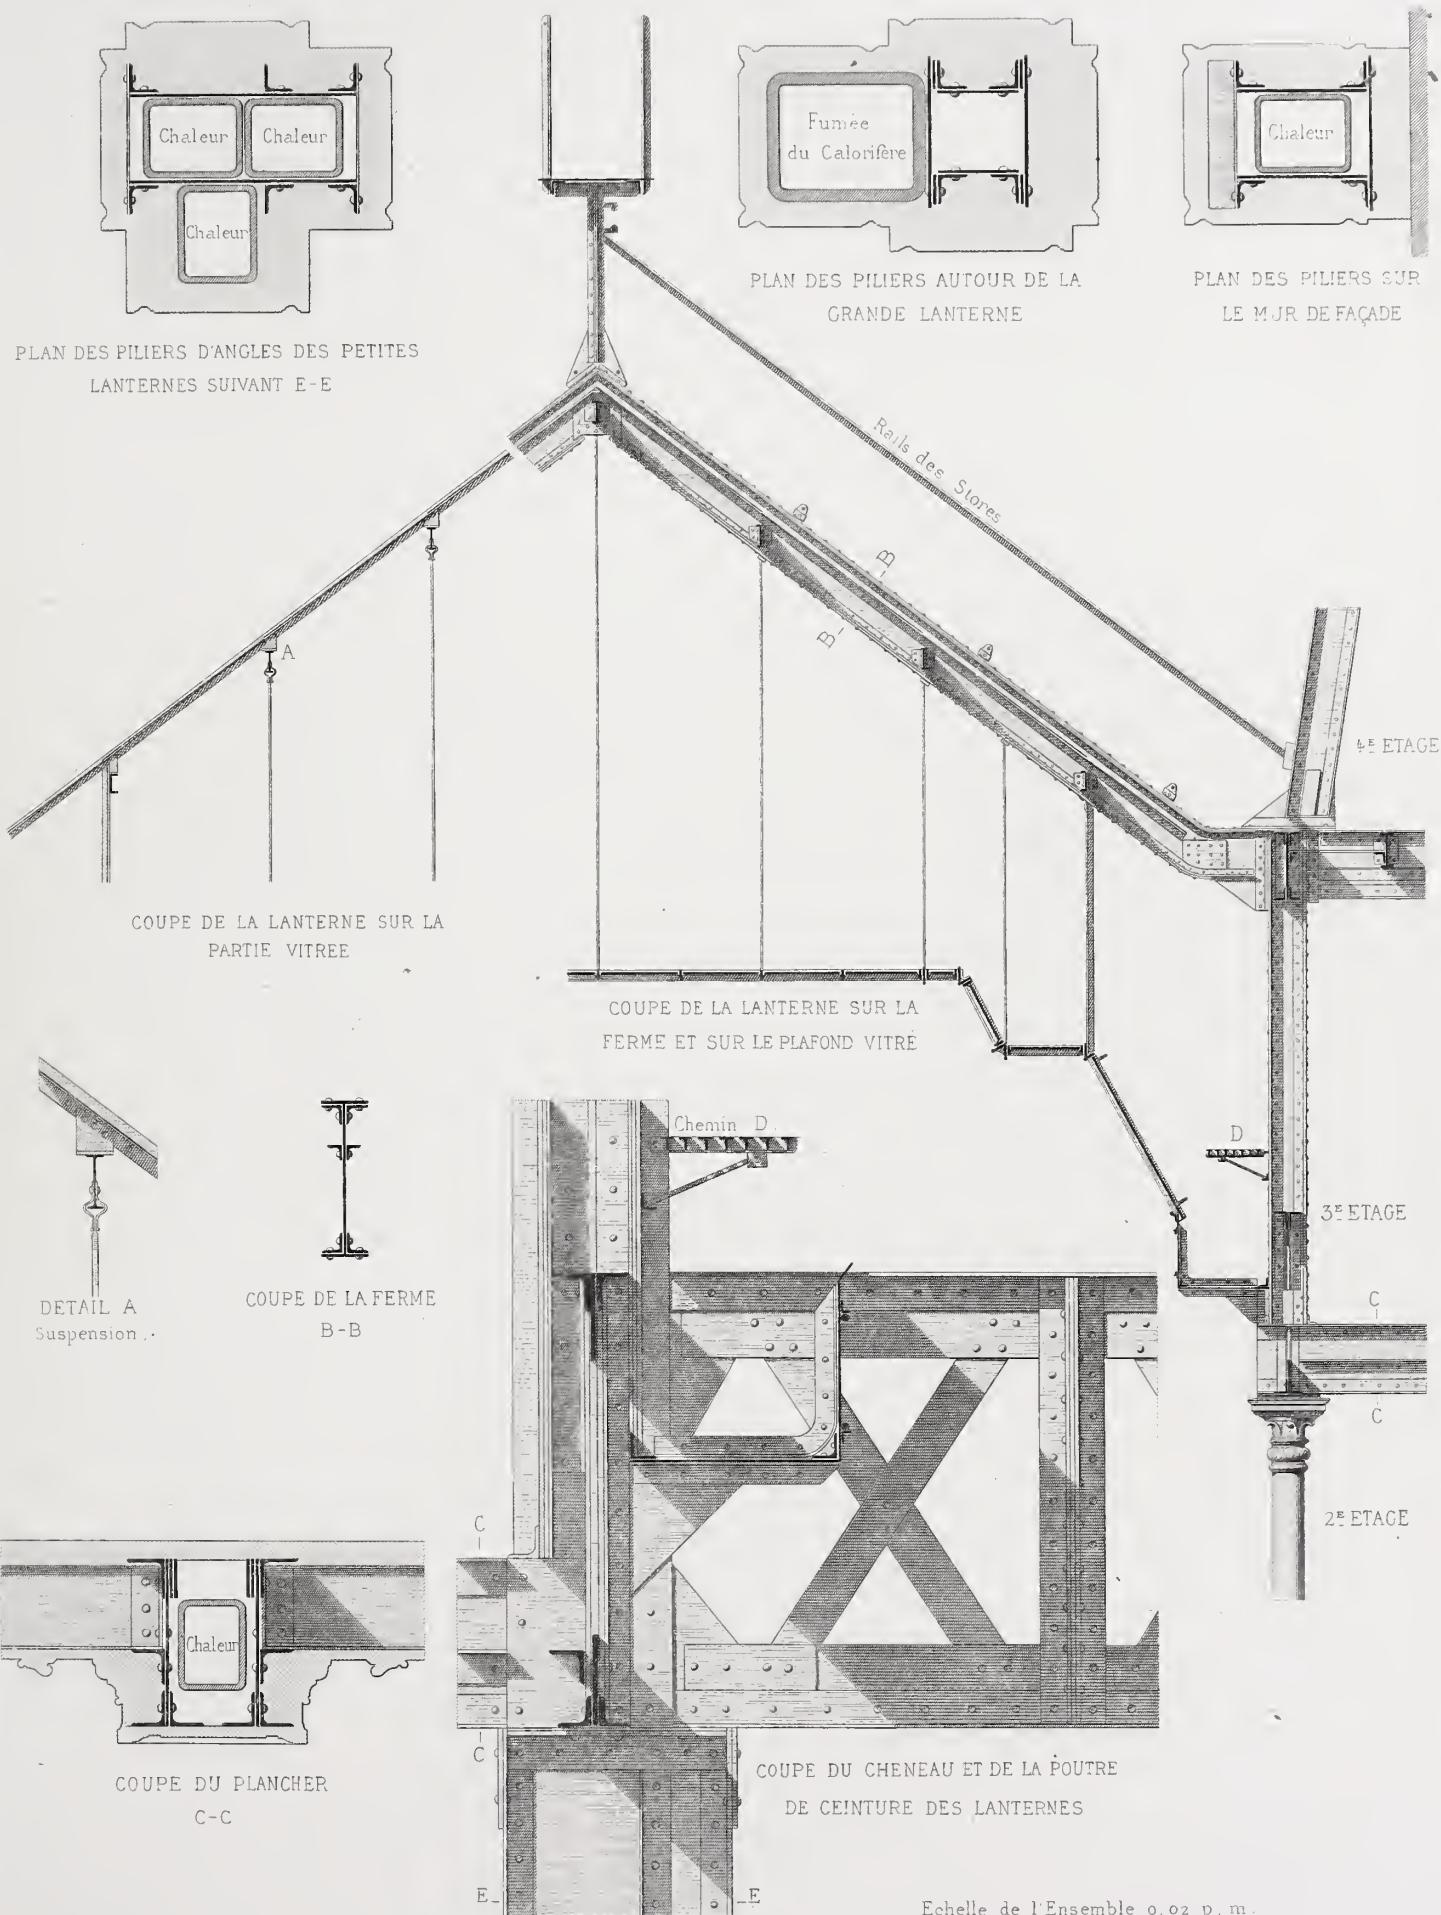 Chaleur
Chaleur
Chaleur
PLAN DES PILIERS D'ANGLES DES PETITES
LANTERNES SUIVANT E-E
Fumée
du Calorifère
PLAN DES PILIERS AUTOUR DE LA
GRANDE LANTERNE
Chaleur
PLAN DES PILIERS SUR
LE MUR DE FAÇADE
Rails des Stores
B
B
A
4E ETAGE
COUPE DE LA LANTERNE SUR LA
PARTIE VITREE
COUPE DE LA LANTERNE SUR LA
FERME ET SUR LE PLAFOND VITRÉ
Chemin D.
D
3E ETAGE
DETAIL A
Suspension.
COUPE DE LA FERME
B-B
C
C
2E ETAGE
C
Chaleur
C
COUPE DU PLANCHER
C-C
COUPE DU CHENEAU ET DE LA POUTRE
DE CEINTURE DES LANTERNES
E
E
Echelle de l'Ensemble 0.02 p. m.